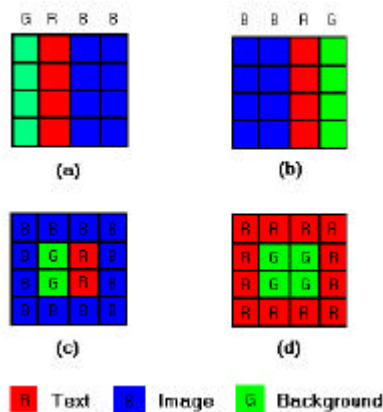 G R B B B B R G
(a) (b)
B B B B R R R R
B G R B R G G R
B G R B R G G R
B B B B R R R R
(c) (d)
R Text B Image G Background